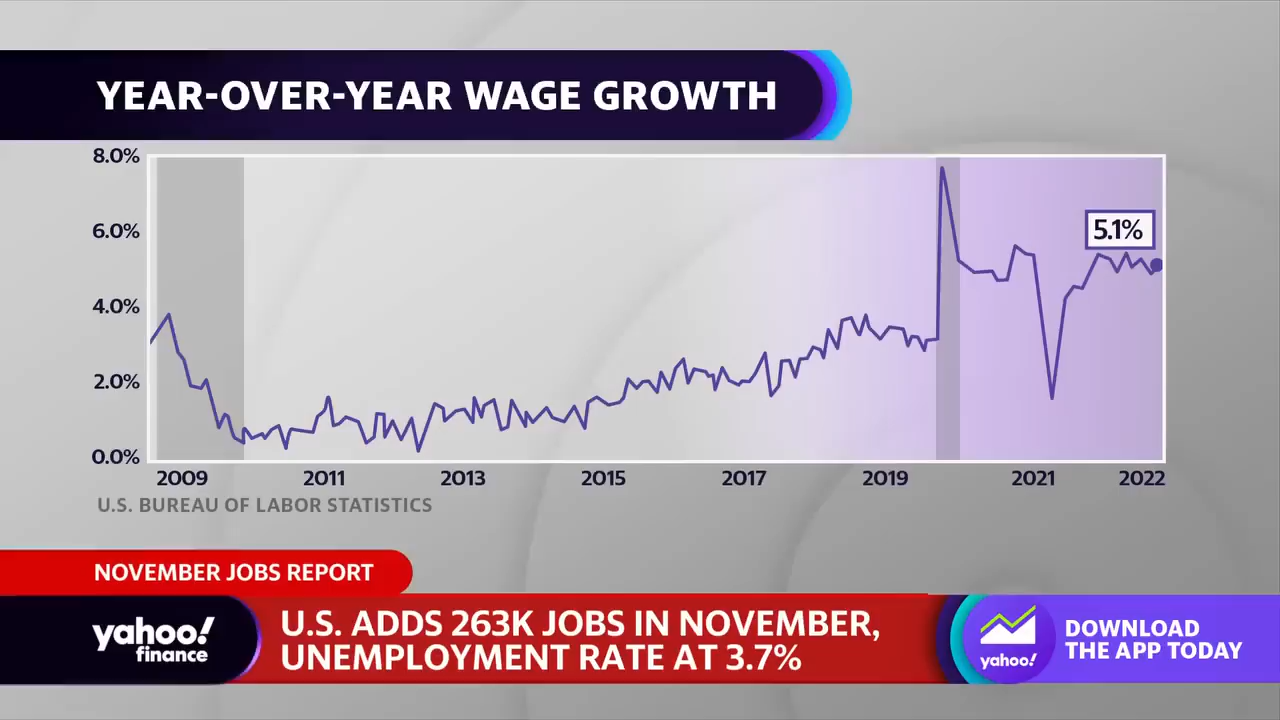 YEAR-OVER-YEAR WAGE GROWTH
8.0%
6.0%
4.0%
2.0%
0.0%
5.1%
2009 2011 2013 2015 2017 2019 2021 2022
U.S. BUREAU OF LABOR STATISTICS
NOVEMBER JOBS REPORT
yahoo!
finance
U.S. ADDS 263K JOBS IN NOVEMBER,
UNEMPLOYMENT RATE AT 3.7%
yahoo!
DOWNLOAD
THE APP TODAY